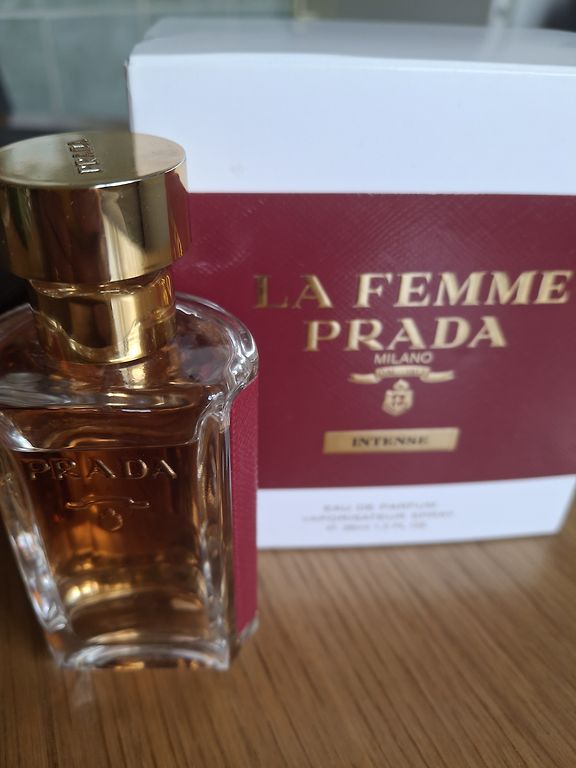 PRADA
PRADA
LA FEMME
PRADA
MILANO
INTENSE
EAU DE PARFUM
VAPORISATEUR SPRAY